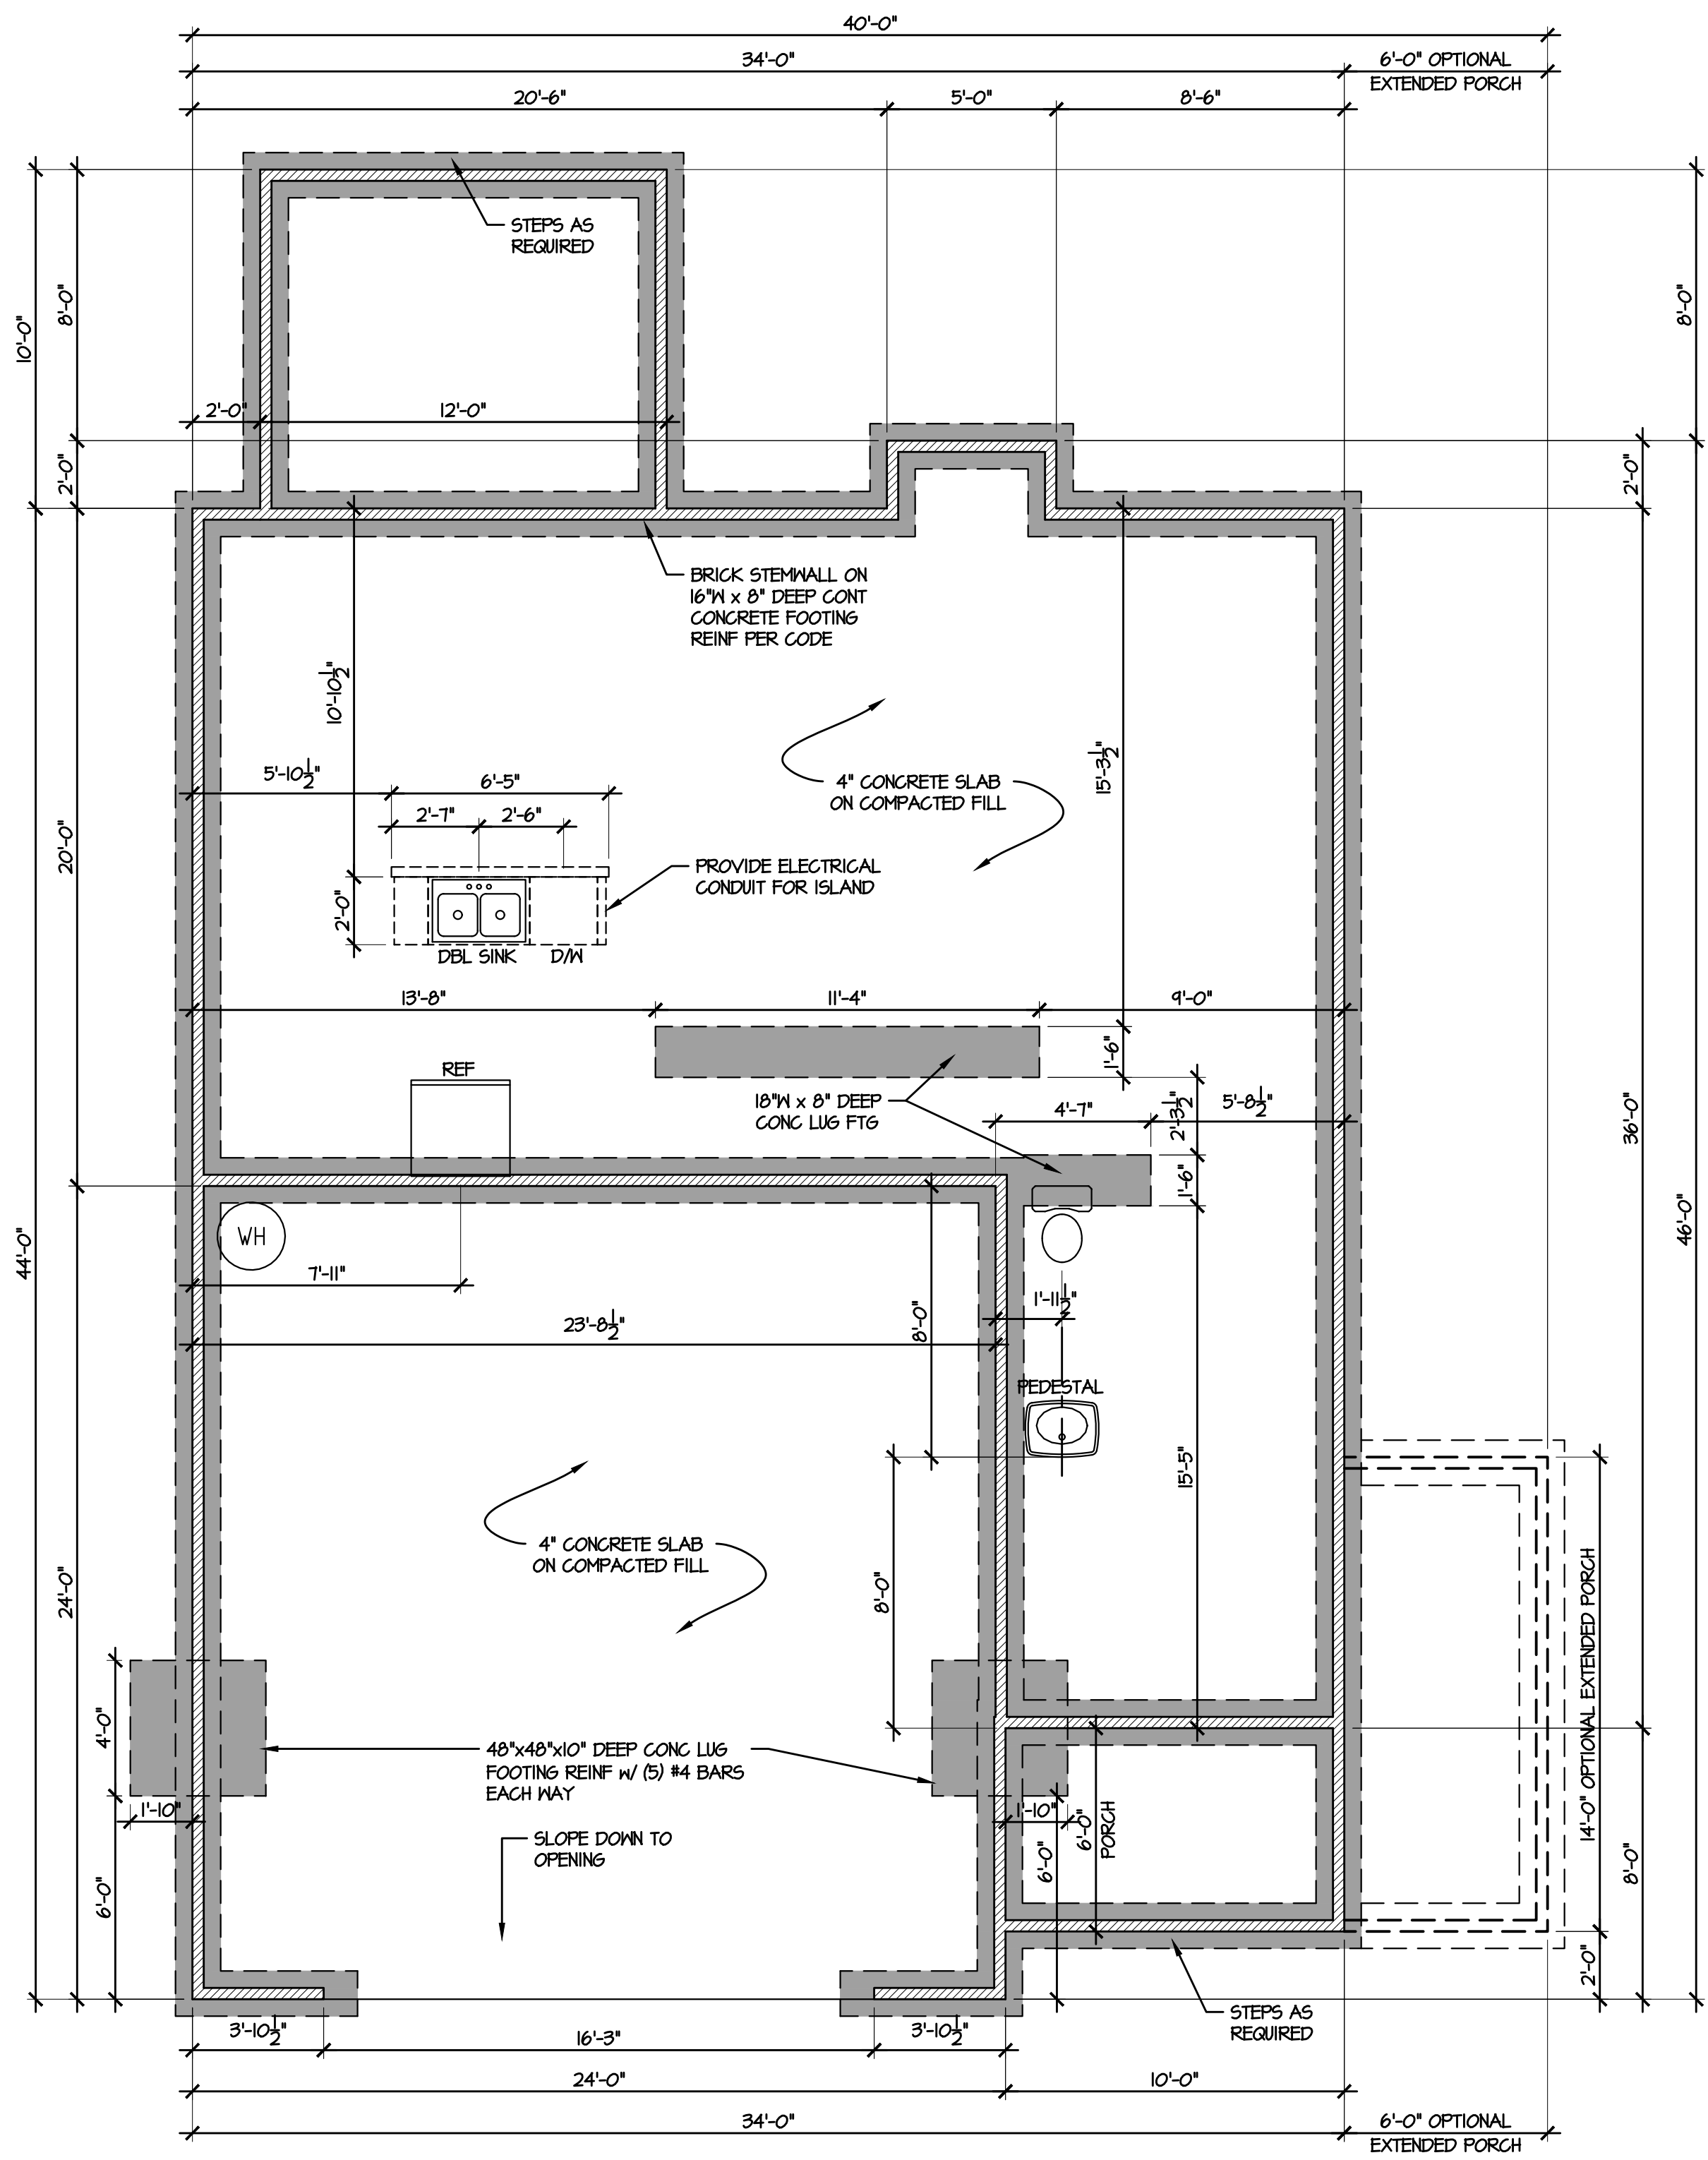 40'-0"
34'-0"
6'-0" OPTIONAL
EXTENDED PORCH
20'-6"
5'-0"
8'-6"
STEPS AS
REQUIRED
10'-0"
8'-0"
8'-0"
2'-0"
12'-0"
2'-0"
2'-0"
BRICK STEMWALL ON
16"W x 8" DEEP CONT
CONCRETE FOOTING
REINF PER CODE
10'-10 1/2"
15'-3 1/2"
5'-10 1/2"
6'-5"
2'-7"
2'-6"
4" CONCRETE SLAB
ON COMPACTED FILL
20'-0"
PROVIDE ELECTRICAL
CONDUIT FOR ISLAND
2'-0"
DBL SINK
D/W
13'-8"
11'-4"
9'-0"
1'-6"
REF
18"W x 8" DEEP
CONC LUG FTG
4'-7"
2'-3 1/2"
5'-8 1/2"
36'-0"
1'-6"
46'-0"
44'-0"
WH
7'-11"
1'-11 1/2"
23'-8 1/2"
8'-0"
PEDESTAL
15'-5"
4" CONCRETE SLAB
ON COMPACTED FILL
8'-0"
24'-0"
14'-0" OPTIONAL EXTENDED PORCH
4'-0"
48"x48"x10" DEEP CONC LUG
FOOTING REINF w/ (5) #4 BARS
EACH WAY
1'-10"
1'-10"
6'-0"
PORCH
SLOPE DOWN TO
OPENING
6'-0"
6'-0"
8'-0"
2'-0"
STEPS AS
REQUIRED
3'-10 1/2"
16'-3"
3'-10 1/2"
24'-0"
10'-0"
34'-0"
6'-0" OPTIONAL
EXTENDED PORCH